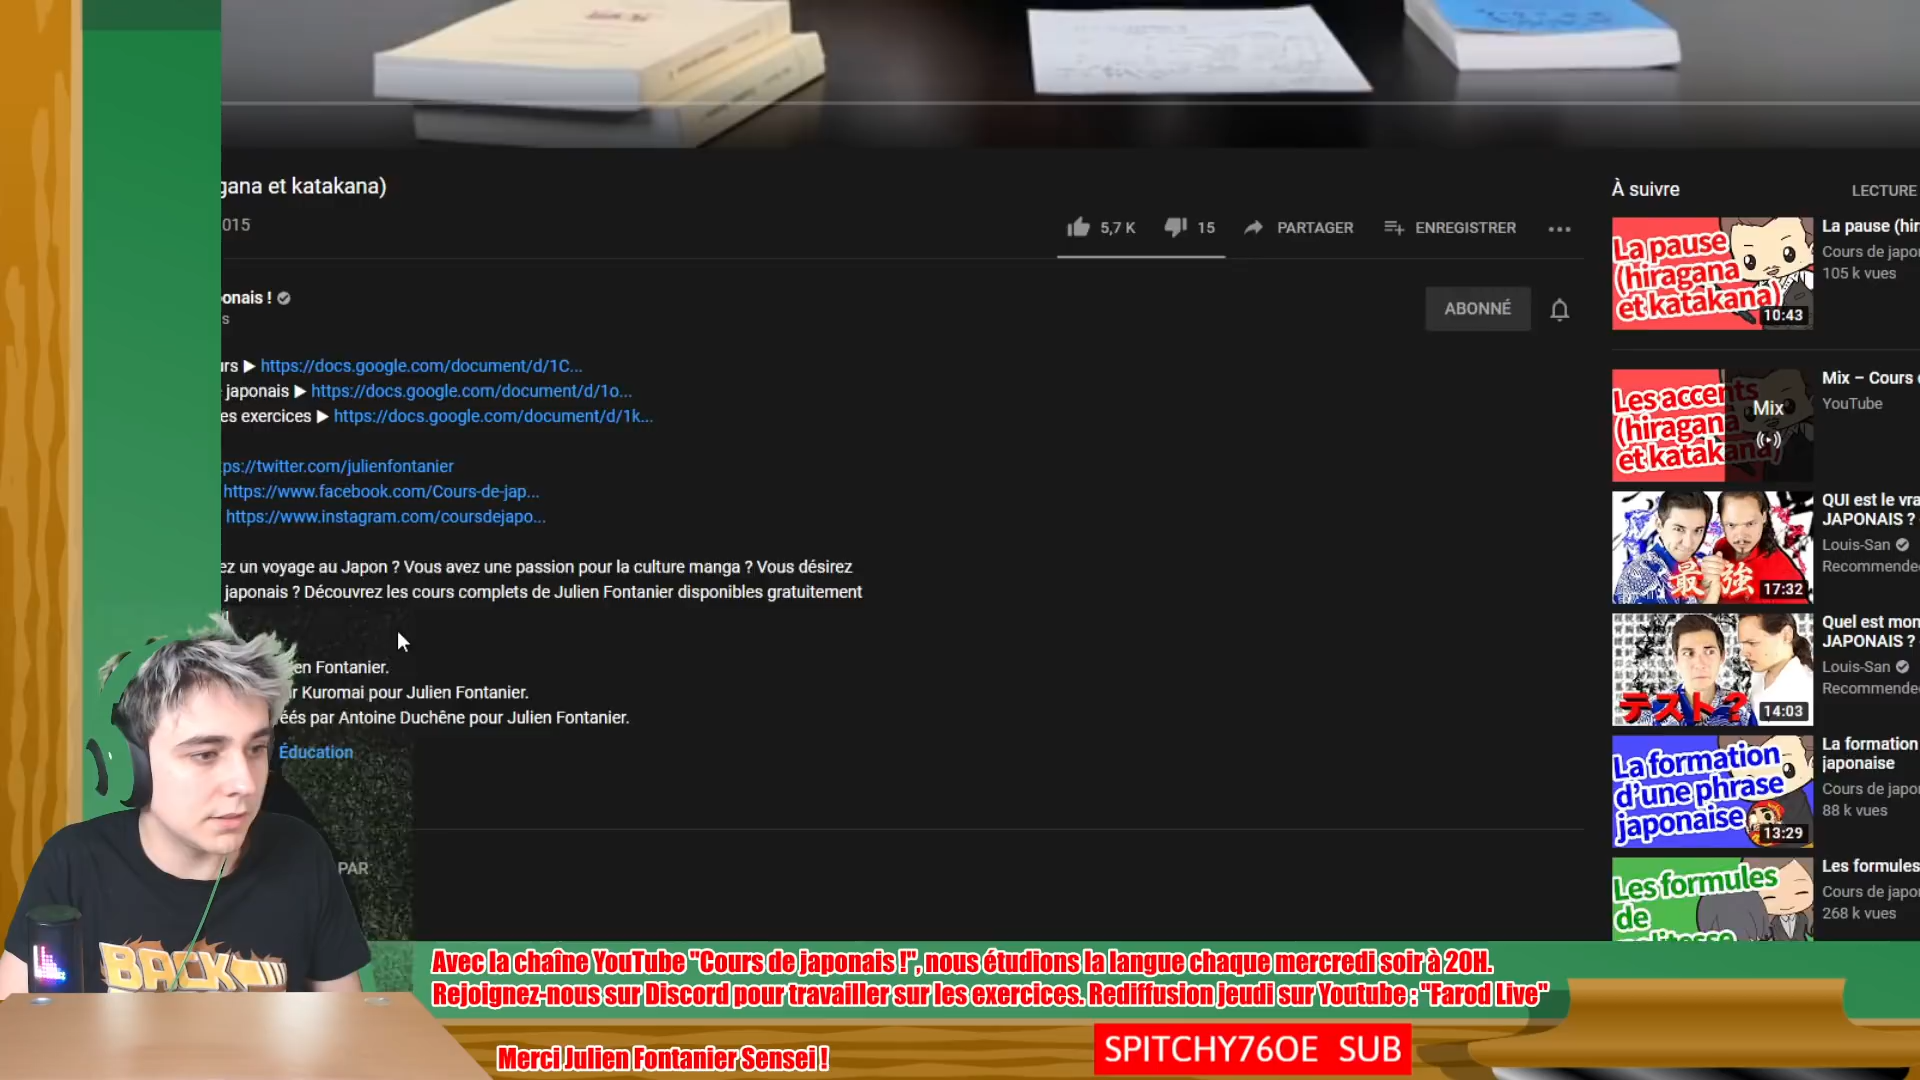 gana et katakana)
015
5,7 K
15
PARTAGER
ENREGISTRER
onais !
s
ABONNÉ
rs ▶ https://docs.google.com/document/d/1C...
japonais ▶ https://docs.google.com/document/d/1o...
es exercices ▶ https://docs.google.com/document/d/1k...
ps://twitter.com/julienfontanier
https://www.facebook.com/Cours-de-jap...
https://www.instagram.com/coursdejapo...
ez un voyage au Japon ? Vous avez une passion pour la culture manga ? Vous désirez
japonais ? Découvrez les cours complets de Julien Fontanier disponibles gratuitement
en Fontanier.
r Kuromai pour Julien Fontanier.
éés par Antoine Duchêne pour Julien Fontanier.
Éducation
PAR
À suivre
LECTURE
La pause
(hiragana
et katakana)
10:43
La pause (hir
Cours de japon
105 k vues
Les accents
(hiragana
et katakana)
Mix
Mix – Cours
YouTube
最強
17:32
QUI est le vra
JAPONAIS ?
Louis-San
Recommende
テスト?
14:03
Quel est mon
JAPONAIS ?
Louis-San
Recommende
La formation
d'une phrase
japonaise
13:29
La formation
japonaise
Cours de japon
88 k vues
Les formules
de
politesse
Les formules
Cours de japon
268 k vues
BACK
Avec la chaîne YouTube "Cours de japonais !", nous étudions la langue chaque mercredi soir à 20H.
Rejoignez-nous sur Discord pour travailler sur les exercices. Rediffusion jeudi sur Youtube : "Farod Live"
Merci Julien Fontanier Sensei !
SPITCHY76OE SUB